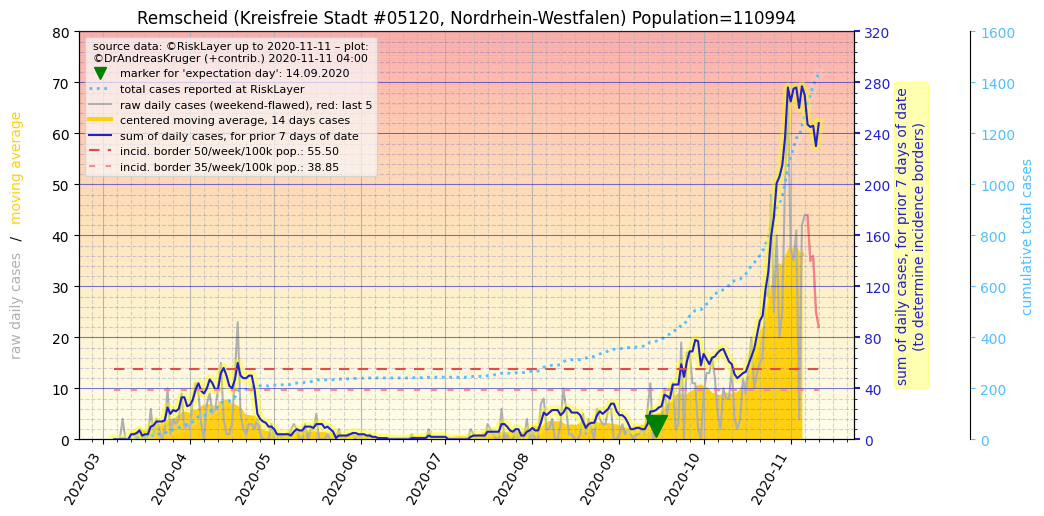 Remscheid (Kreisfreie Stadt #05120, Nordrhein-Westfalen) Population=110994
source data: ©RiskLayer up to 2020-11-11 – plot:
©DrAndreasKruger (+contrib.) 2020-11-11 04:00
marker for 'expectation day': 14.09.2020
total cases reported at RiskLayer
raw daily cases (weekend-flawed), red: last 5
centered moving average, 14 days cases
sum of daily cases, for prior 7 days of date
incid. border 50/week/100k pop.: 55.50
incid. border 35/week/100k pop.: 38.85
raw daily cases / moving average
80
70
60
50
40
30
20
10
0
2020-03
2020-04
2020-05
2020-06
2020-07
2020-08
2020-09
2020-10
2020-11
320
280
240
200
160
120
80
40
0
sum of daily cases, for prior 7 days of date
(to determine incidence borders)
1600
1400
1200
1000
800
600
400
200
0
cumulative total cases